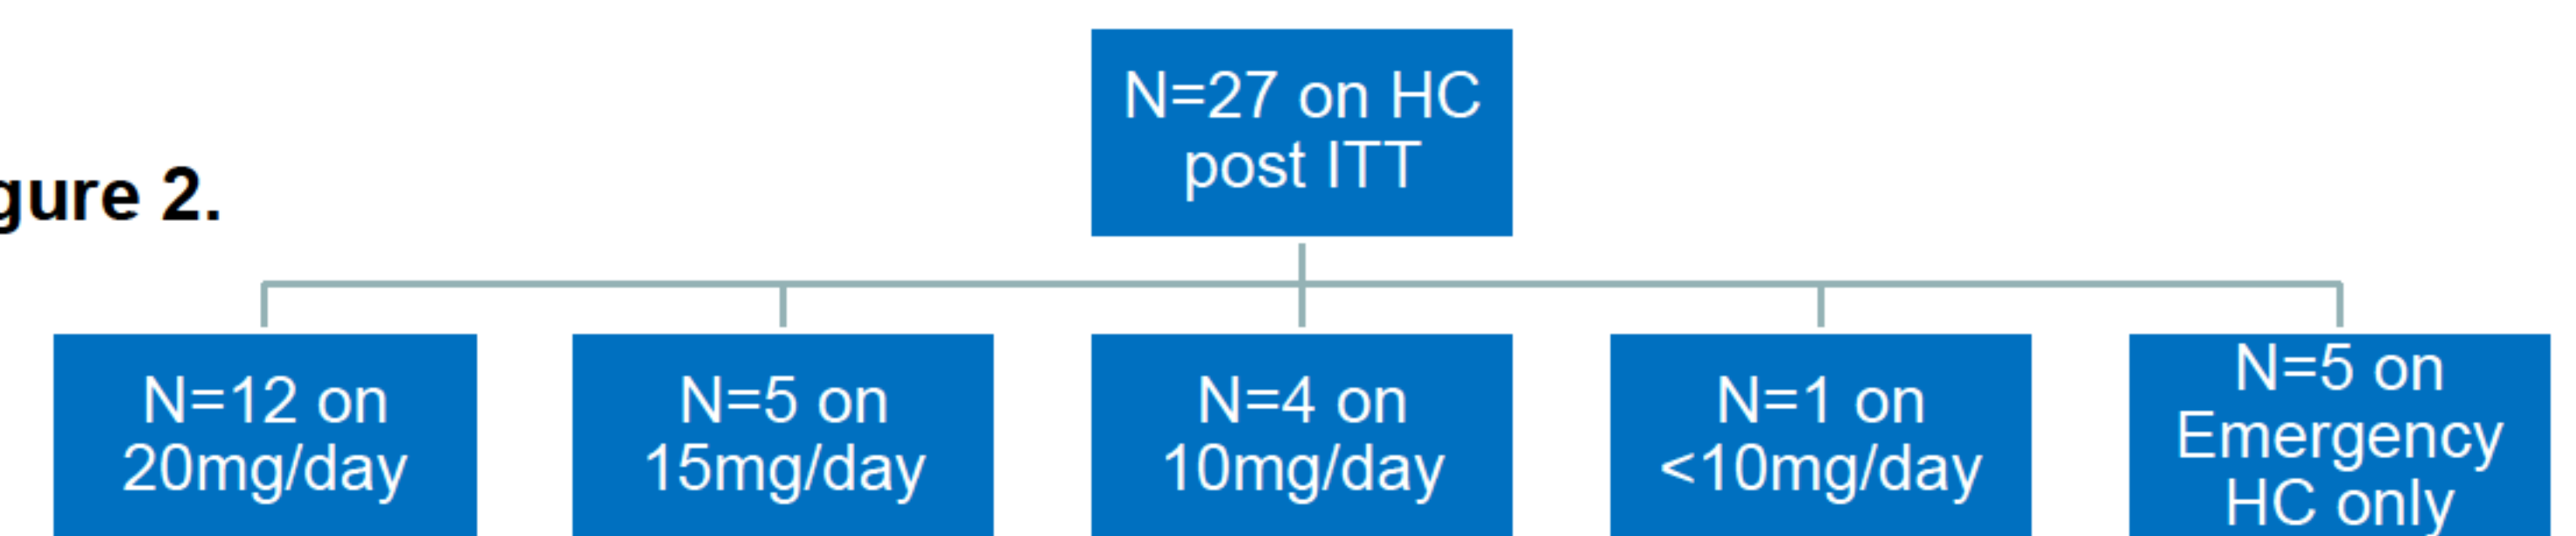 N=27 on HC
post ITT
gure 2.
N=12 on
20mg/day
N=5 on
15mg/day
N=4 on
10mg/day
N=1 on
<10mg/day
N=5 on
Emergency
HC only